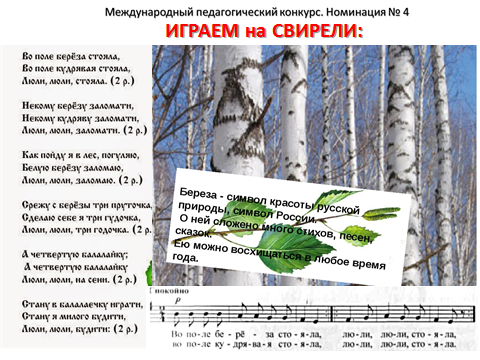 Международный педагогический конкурс. Номинация № 4
ИГРАЕМ на СВИРЕЛИ:
Во поле берёза стояла,
Во поле кудрявая стояла,
Люли, люли, стояла. (2 р.)
Некому берёзу заломати,
Некому кудряву заломати,
Люли, люли, заломати. (2 р.)
Как пойду я в лес, погуляю,
Белую берёзу заломаю,
Люли, люли, заломаю. (2 р.)
Срежу с берёзы три пруточка,
Сделаю себе я три гудочка,
Люли, люли, три годочка. (2 р.
А четвертую балалайку;
А четвертую балалайку
Люли, люли, на сени. (2 р.)
Стану в балалаечку играти,
Стану я милого будити,
Люли, люли, будити: (2 р.)
Береза - символ красоты русской
природы, символ России.
О ней сложено много стихов, песен,
сказок.
Ею можно восхищаться в любое время
года.
покойно
p
Во по-ле бе-рё-за сто-я-ла,
по-ле ку-дря-ва-я сто-я-ла,
лю-ли, лю-ли, сто-я-ла,
лю-ли, лю-ли, сто-я-ла.